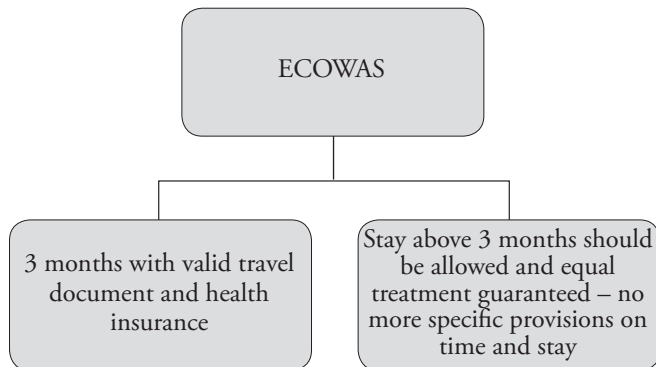 ECOWAS
3 months with valid travel
document and health
insurance
Stay above 3 months should
be allowed and equal
treatment guaranteed – no
more specific provisions on
time and stay